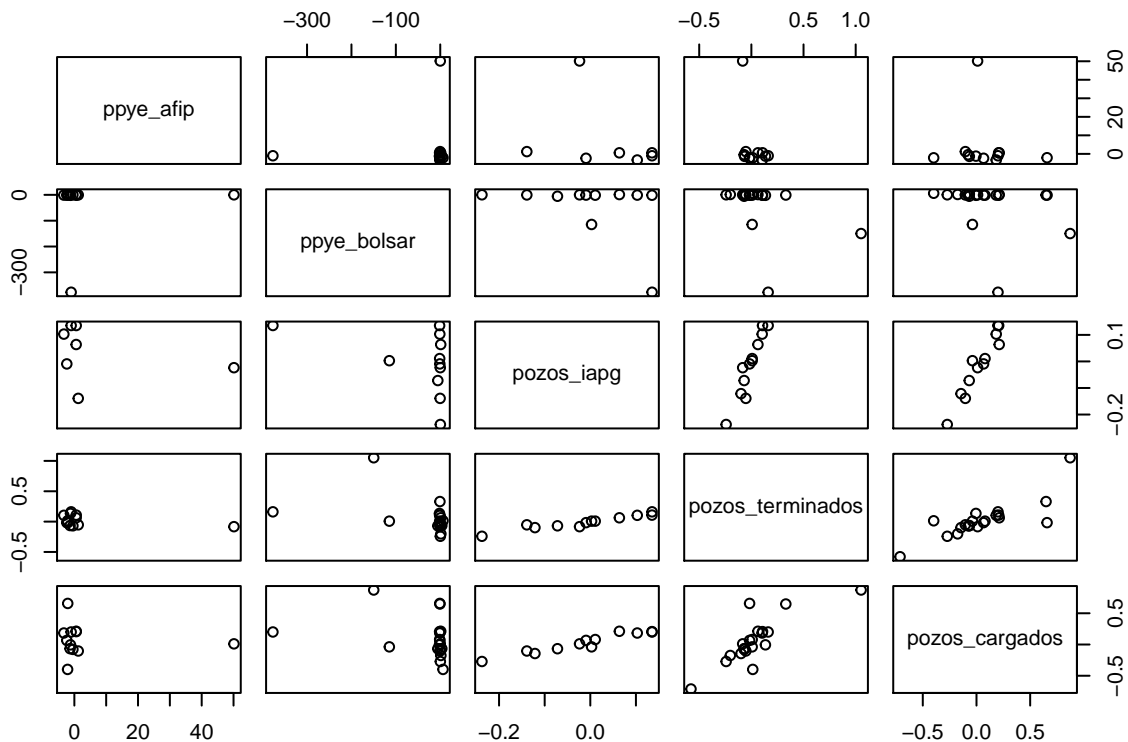 −300 −100 −0.5 0.5 1.0
ppye_afip 0 20 50
−300 0 ppye_bolsar
pozos_iapg −0.2 0.1
−0.5 0.5 pozos_terminados
pozos_cargados −0.5 0.5
0 20 40 −0.2 0.0 −0.5 0.0 0.5